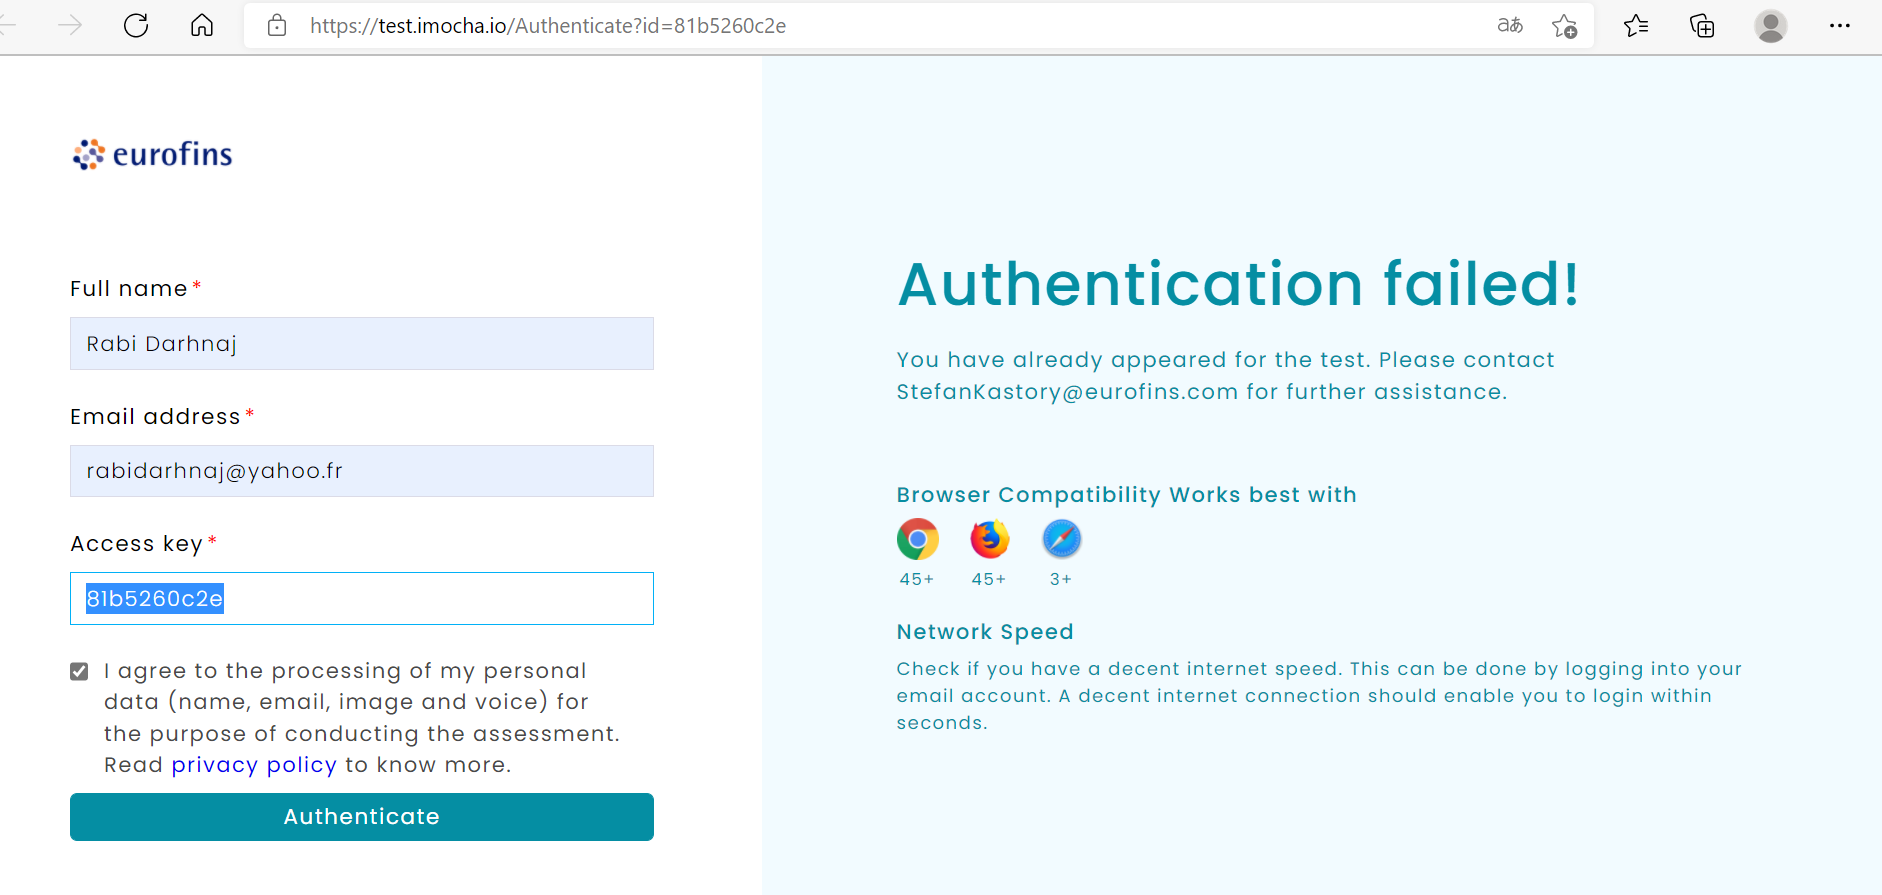 https://test.imocha.io/Authenticate?id=81b5260c2e
aあ
eurofins
Full name*
Rabi Darhnaj
Email address*
rabidarhnaj@yahoo.fr
Access key*
81b5260c2e
I agree to the processing of my personal
data (name, email, image and voice) for
the purpose of conducting the assessment.
Read privacy policy to know more.
Authenticate
Authentication failed!
You have already appeared for the test. Please contact
StefanKastory@eurofins.com for further assistance.
Browser Compatibility Works best with
45+ 45+ 3+
Network Speed
Check if you have a decent internet speed. This can be done by logging into your
email account. A decent internet connection should enable you to login within
seconds.